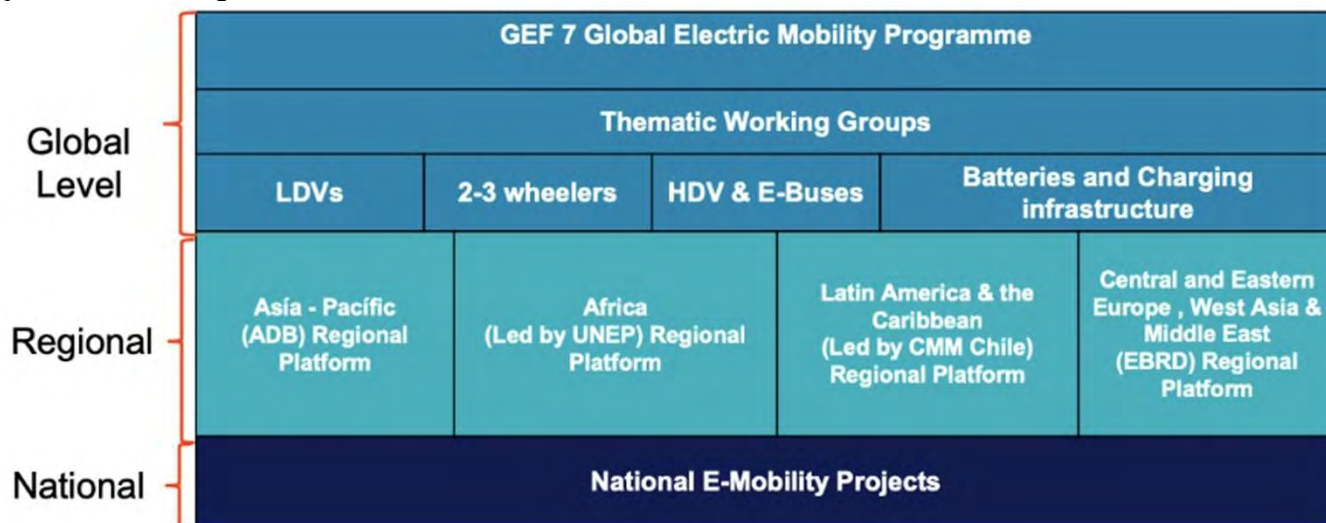 GEF 7 Global Electric Mobility Programme
Thematic Working Groups
Global
Level
LDVs
2-3 wheelers
HDV & E-Buses
Batteries and Charging
infrastructure
Regional
Asía - Pacífic
(ADB) Regional
Platform
Africa
(Led by UNEP) Regional
Platform
Latin America & the
Caribbean
(Led by CMM Chile)
Regional Platform
Central and Eastern
Europe , West Asia &
Middle East
(EBRD) Regional
Platform
National
National E-Mobility Projects